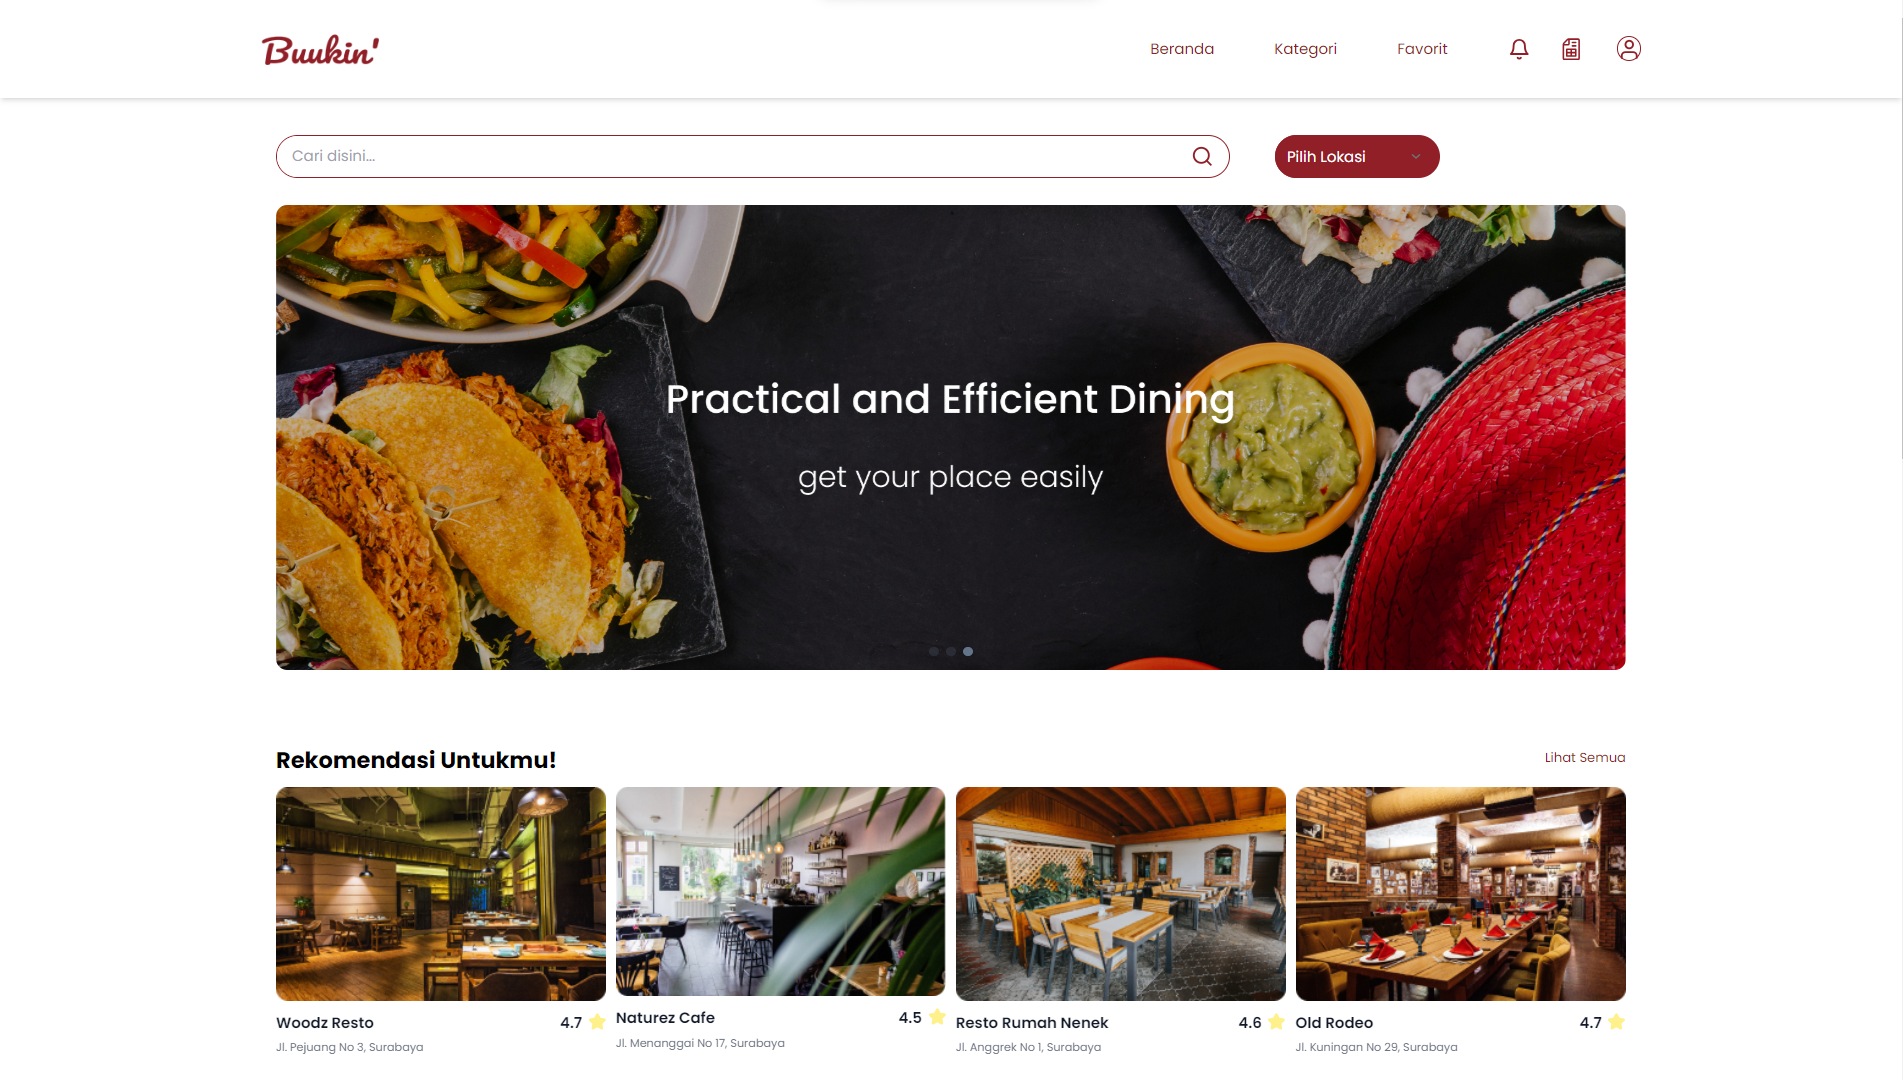 Buukin'
Beranda
Kategori
Favorit
Cari disini...
Pilih Lokasi
Practical and Efficient Dining
get your place easily
Rekomendasi Untukmu!
Lihat Semua
Woodz Resto
4.7
Jl. Pejuang No 3, Surabaya
Naturez Cafe
4.5
Jl. Menanggai No 17, Surabaya
Resto Rumah Nenek
4.6
Jl. Anggrek No 1, Surabaya
Old Rodeo
4.7
Jl. Kuningan No 29, Surabaya